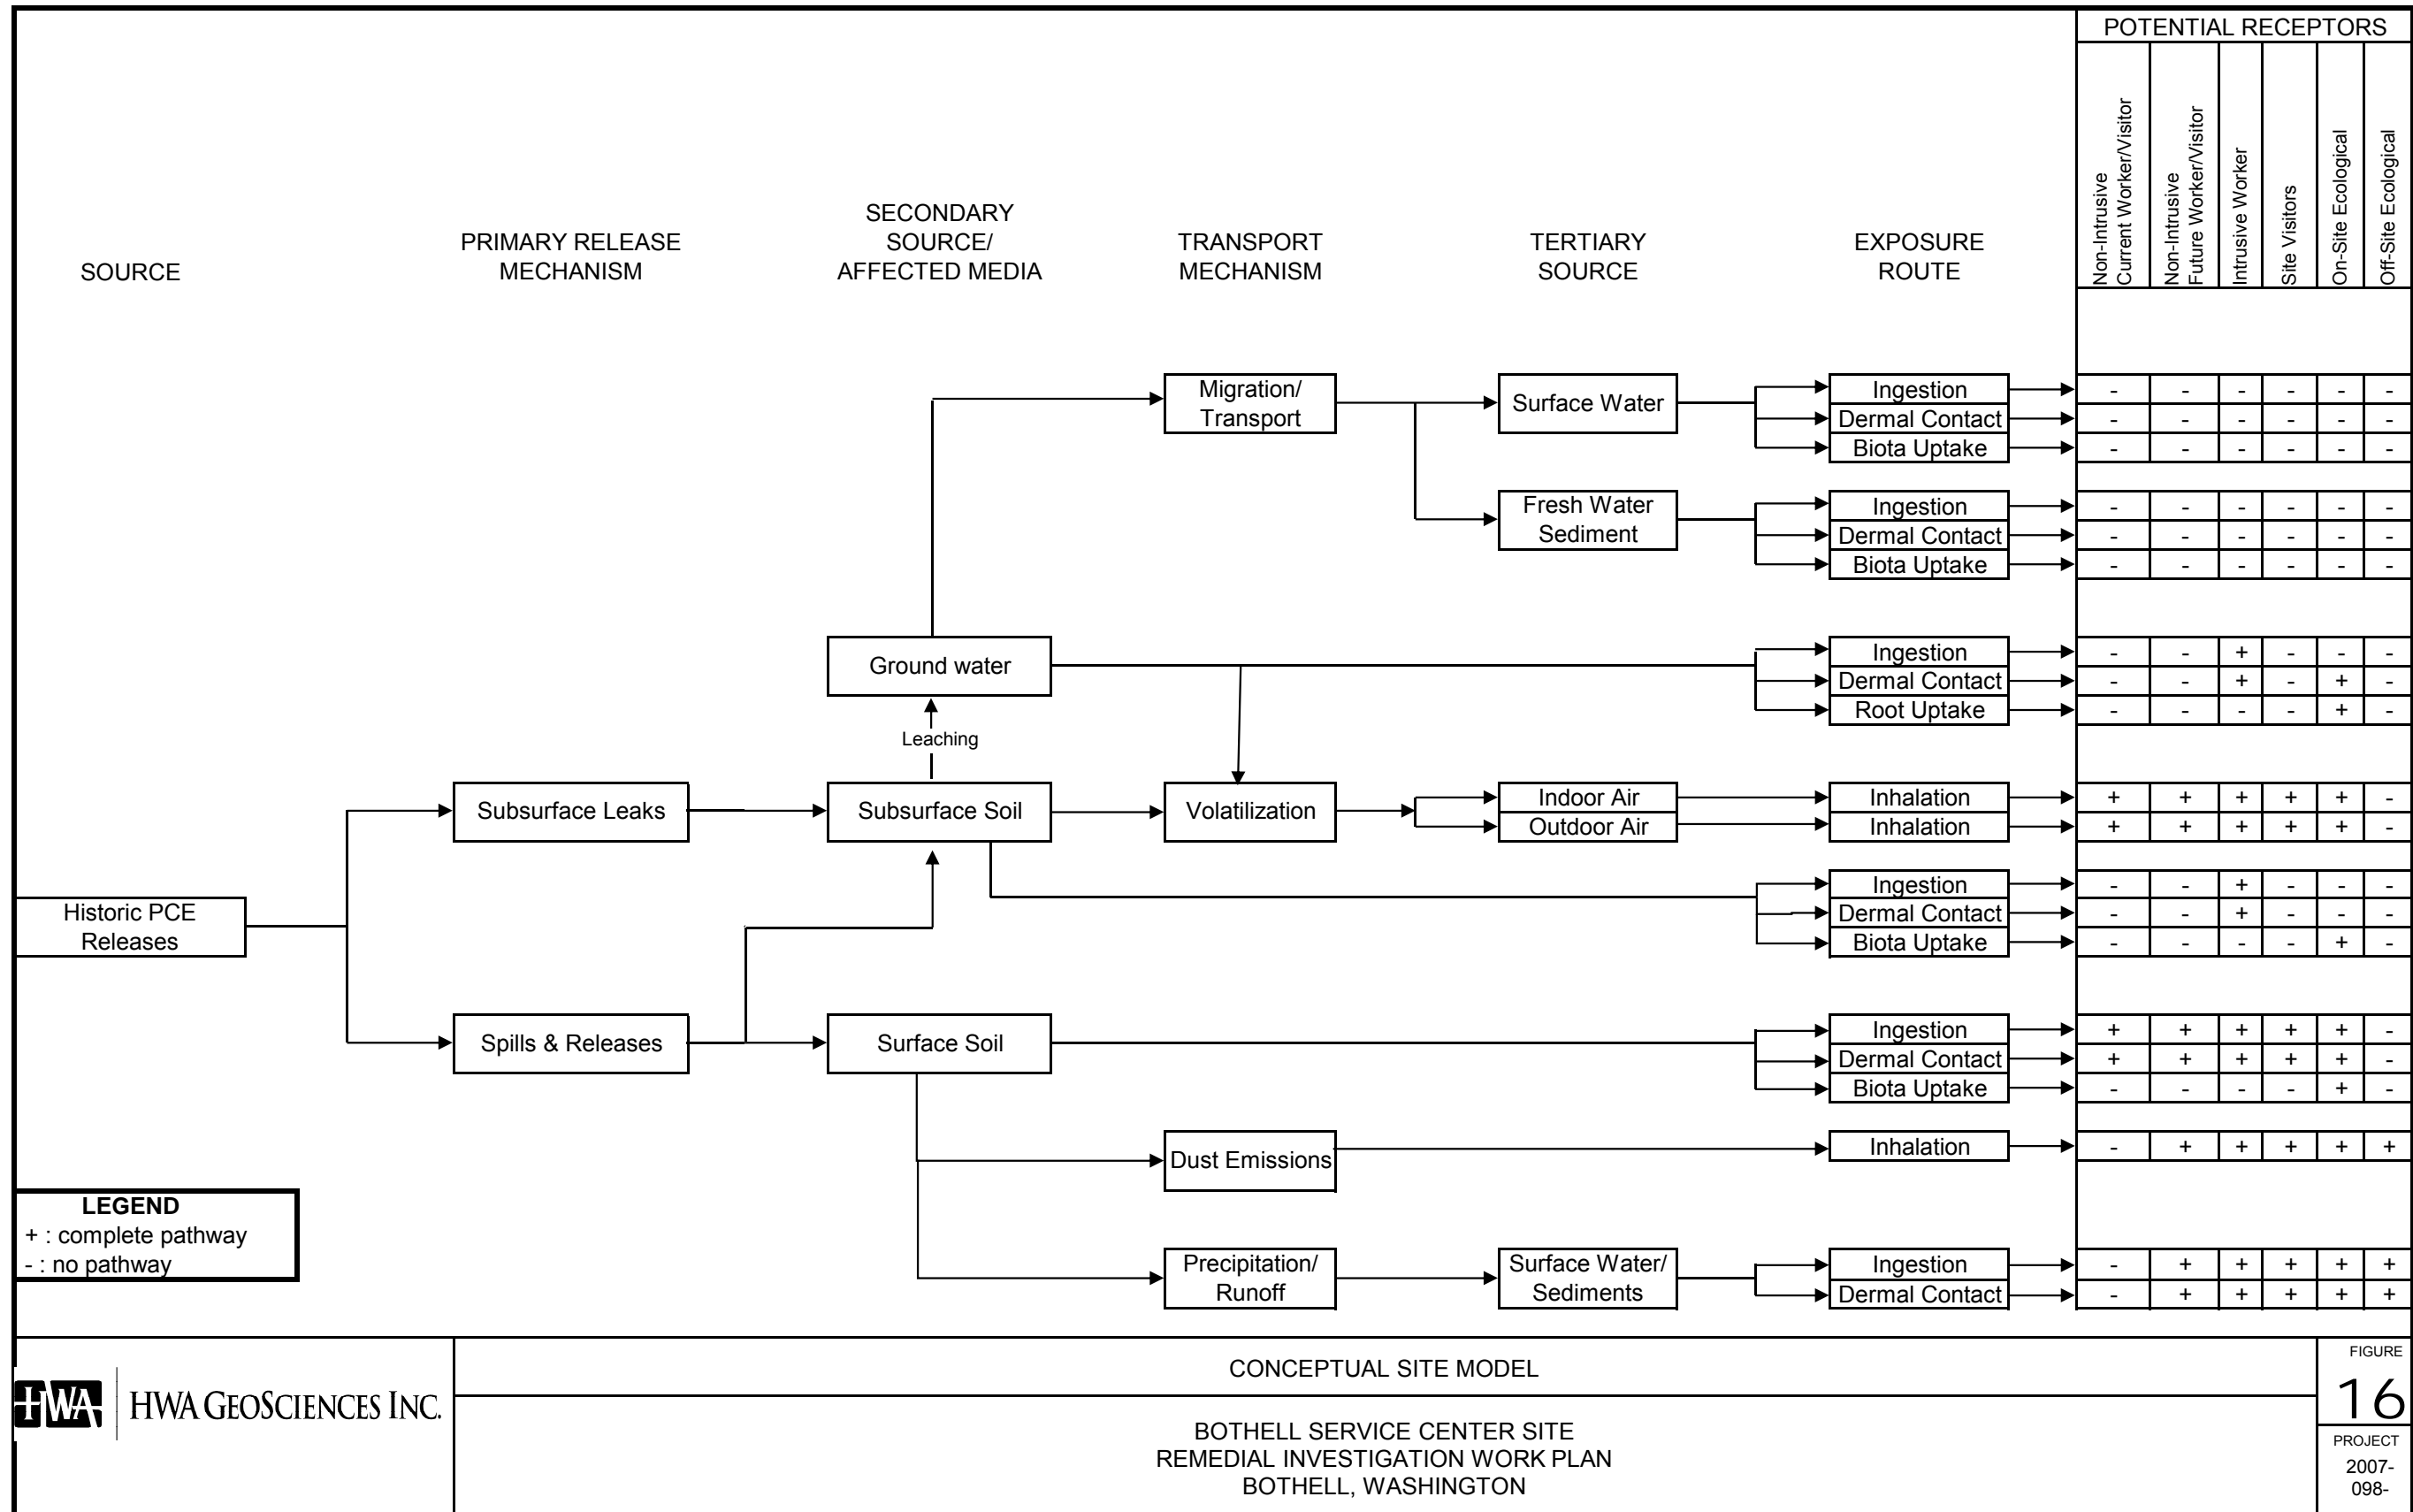 POTENTIAL RECEPTORS
Non-Intrusive
Current Worker/Visitor
Non-Intrusive
Future Worker/Visitor
Intrusive Worker
Site Visitors
On-Site Ecological
Off-Site Ecological
SOURCE
PRIMARY RELEASE
MECHANISM
SECONDARY
SOURCE/
AFFECTED MEDIA
TRANSPORT
MECHANISM
TERTIARY
SOURCE
EXPOSURE
ROUTE
Migration/
Transport
Surface Water
Ingestion - - - - - -
Dermal Contact - - - - - -
Biota Uptake - - - - - -
Fresh Water
Sediment
Ingestion - - - - - -
Dermal Contact - - - - - -
Biota Uptake - - - - - -
Ground water
Ingestion - - + - - -
Dermal Contact - - + - + -
Root Uptake - - - - + -
Leaching
Subsurface Leaks
Subsurface Soil
Volatilization
Indoor Air Inhalation + + + + + -
Outdoor Air Inhalation + + + + + -
Ingestion - - + - - -
Dermal Contact - - + - - -
Biota Uptake - - - - + -
Historic PCE
Releases
Spills & Releases
Surface Soil
Ingestion + + + + + -
Dermal Contact + + + + + -
Biota Uptake - - - - + -
Dust Emissions
Inhalation - + + + + +
LEGEND
+ : complete pathway
- : no pathway
Precipitation/
Runoff
Surface Water/
Sediments
Ingestion - + + + + +
Dermal Contact - + + + + +
HWA
HWA GEOSCIENCES INC.
CONCEPTUAL SITE MODEL
BOTHELL SERVICE CENTER SITE
REMEDIAL INVESTIGATION WORK PLAN
BOTHELL, WASHINGTON
FIGURE
16
PROJECT
2007-
098-